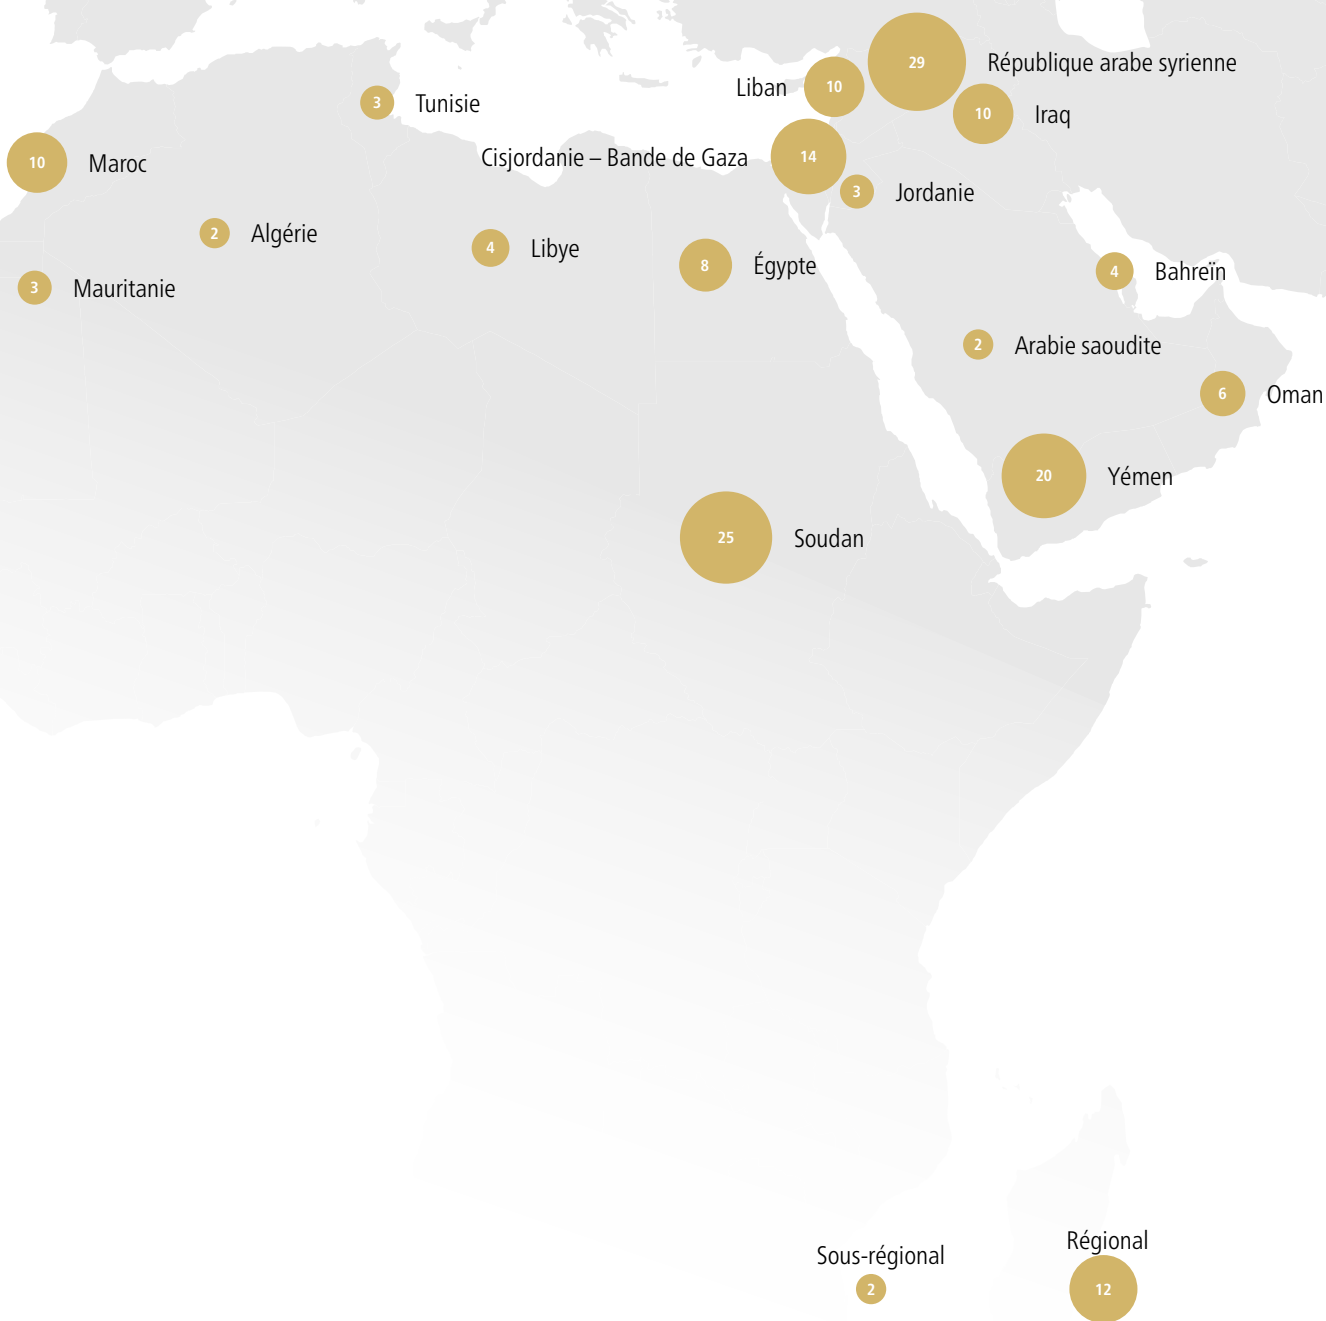 29
République arabe syrienne
Liban
10
3
Tunisie
10
Iraq
Cisjordanie – Bande de Gaza
14
10
Maroc
3
Jordanie
2
Algérie
4
Libye
8
Égypte
4
Bahreïn
3
Mauritanie
2
Arabie saoudite
6
Oman
20
Yémen
25
Soudan
Sous-régional
2
Régional
12